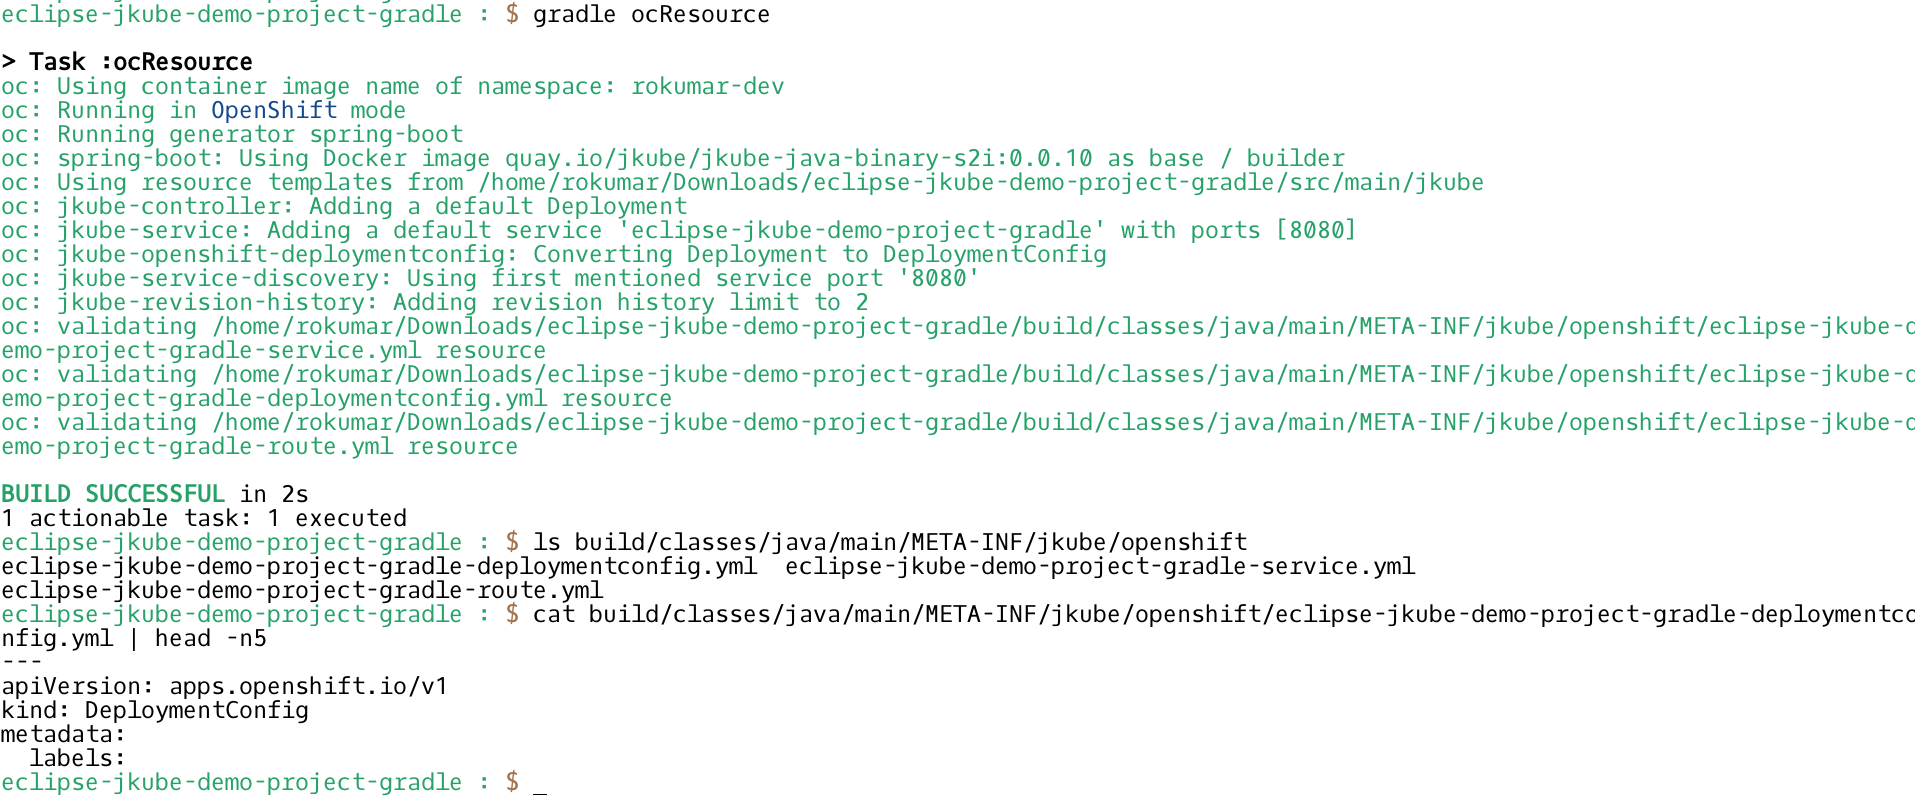 eclipse-jkube-demo-project-gradle : $ gradle ocResource
> Task :ocResource
oc: Using container image name of namespace: rokumar-dev
oc: Running in OpenShift mode
oc: Running generator spring-boot
oc: spring-boot: Using Docker image quay.io/jkube/jkube-java-binary-s2i:0.0.10 as base / builder
oc: Using resource templates from /home/rokumar/Downloads/eclipse-jkube-demo-project-gradle/src/main/jkube
oc: jkube-controller: Adding a default Deployment
oc: jkube-service: Adding a default service 'eclipse-jkube-demo-project-gradle' with ports [8080]
oc: jkube-openshift-deploymentconfig: Converting Deployment to DeploymentConfig
oc: jkube-service-discovery: Using first mentioned service port '8080'
oc: jkube-revision-history: Adding revision history limit to 2
oc: validating /home/rokumar/Downloads/eclipse-jkube-demo-project-gradle/build/classes/java/main/META-INF/jkube/openshift/eclipse-jkube-d
emo-project-gradle-service.yml resource
oc: validating /home/rokumar/Downloads/eclipse-jkube-demo-project-gradle/build/classes/java/main/META-INF/jkube/openshift/eclipse-jkube-d
emo-project-gradle-deploymentconfig.yml resource
oc: validating /home/rokumar/Downloads/eclipse-jkube-demo-project-gradle/build/classes/java/main/META-INF/jkube/openshift/eclipse-jkube-d
emo-project-gradle-route.yml resource
BUILD SUCCESSFUL in 2s
1 actionable task: 1 executed
eclipse-jkube-demo-project-gradle : $ ls build/classes/java/main/META-INF/jkube/openshift
eclipse-jkube-demo-project-gradle-deploymentconfig.yml  eclipse-jkube-demo-project-gradle-service.yml
eclipse-jkube-demo-project-gradle-route.yml
eclipse-jkube-demo-project-gradle : $ cat build/classes/java/main/META-INF/jkube/openshift/eclipse-jkube-demo-project-gradle-deploymentco
nfig.yml | head -n5
---
apiVersion: apps.openshift.io/v1
kind: DeploymentConfig
metadata:
  labels:
eclipse-jkube-demo-project-gradle : $ _